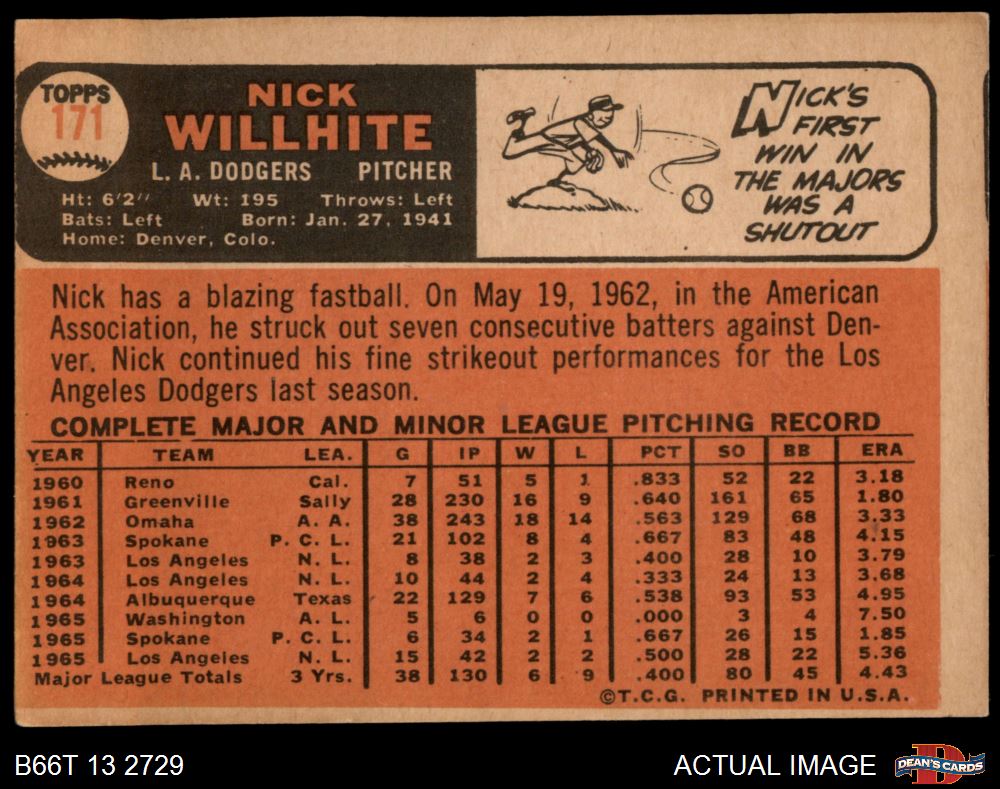 TOPPS
171
NICK
WILLHITE
L. A. DODGERS PITCHER
Ht: 6'2" Wt: 195 Throws: Left
Bats: Left Born: Jan. 27, 1941
Home: Denver, Colo.
NICK'S
FIRST
WIN IN
THE MAJORS
WAS A
SHUTOUT
Nick has a blazing fastball. On May 19, 1962, in the American
Association, he struck out seven consecutive batters against Den-
ver. Nick continued his fine strikeout performances for the Los
Angeles Dodgers last season.
COMPLETE MAJOR AND MINOR LEAGUE PITCHING RECORD
YEAR TEAM LEA. G IP W L PCT SO BB ERA
1960 Reno Cal. 7 51 5 1 .833 52 22 3.18
1961 Greenville Sally 28 230 16 9 .640 161 65 1.80
1962 Omaha A. A. 38 243 18 14 .563 129 68 3.33
1963 Spokane P. C. L. 21 102 8 4 .667 83 48 4.15
1963 Los Angeles N. L. 8 38 2 3 .400 28 10 3.79
1964 Los Angeles N. L. 10 44 2 4 .333 24 13 3.68
1964 Albuquerque Texas 22 129 7 6 .538 93 53 4.95
1965 Washington A. L. 5 6 0 0 .000 3 4 7.50
1965 Spokane P. C. L. 6 34 2 1 .667 26 15 1.85
1965 Los Angeles N. L. 15 42 2 2 .500 28 22 5.36
Major League Totals 3 Yrs. 38 130 6 9 .400 80 45 4.43
©T.C.G. PRINTED IN U.S.A.
B66T 13 2729
ACTUAL IMAGE
D
DEAN'S CARDS